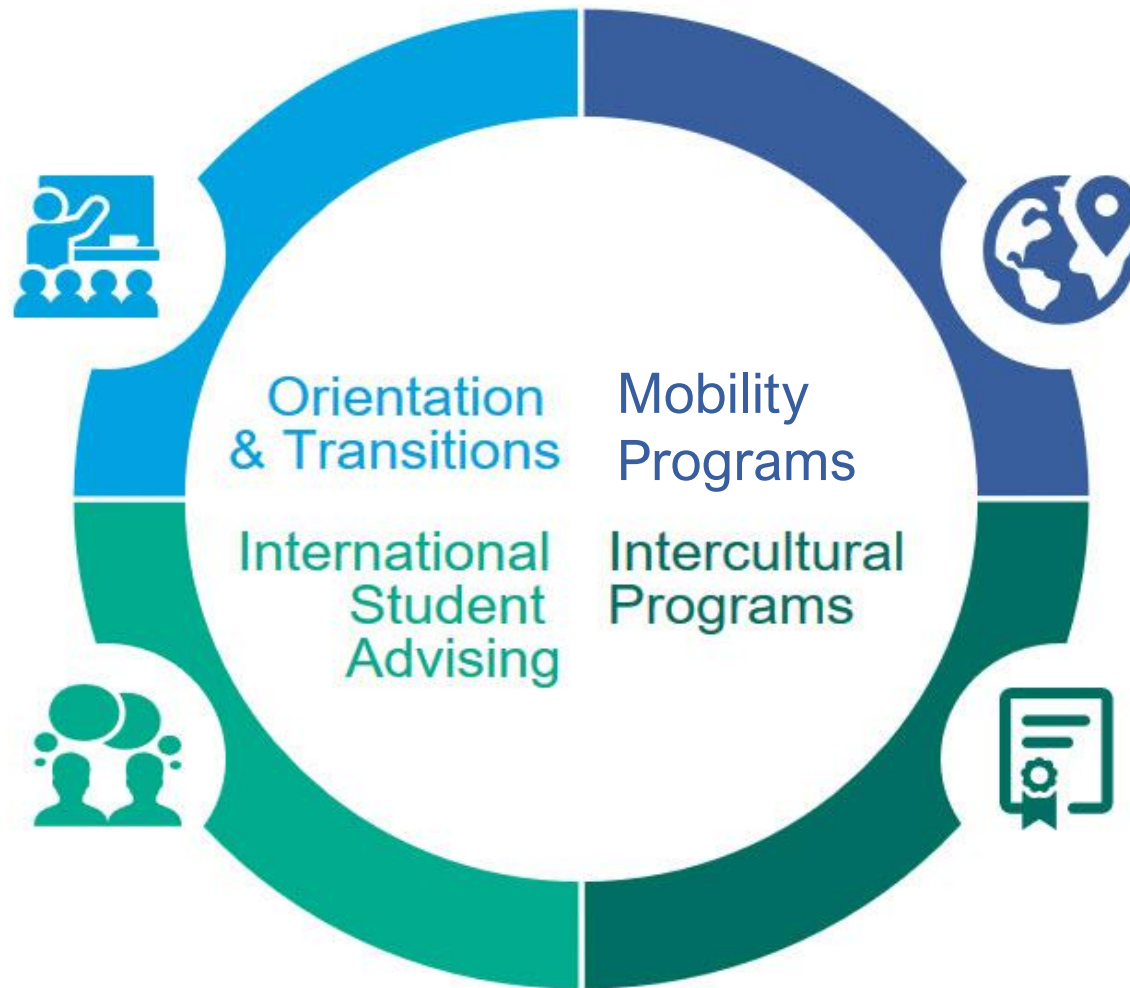 Orientation
& Transitions
Mobility
Programs
International
Student
Advising
Intercultural
Programs